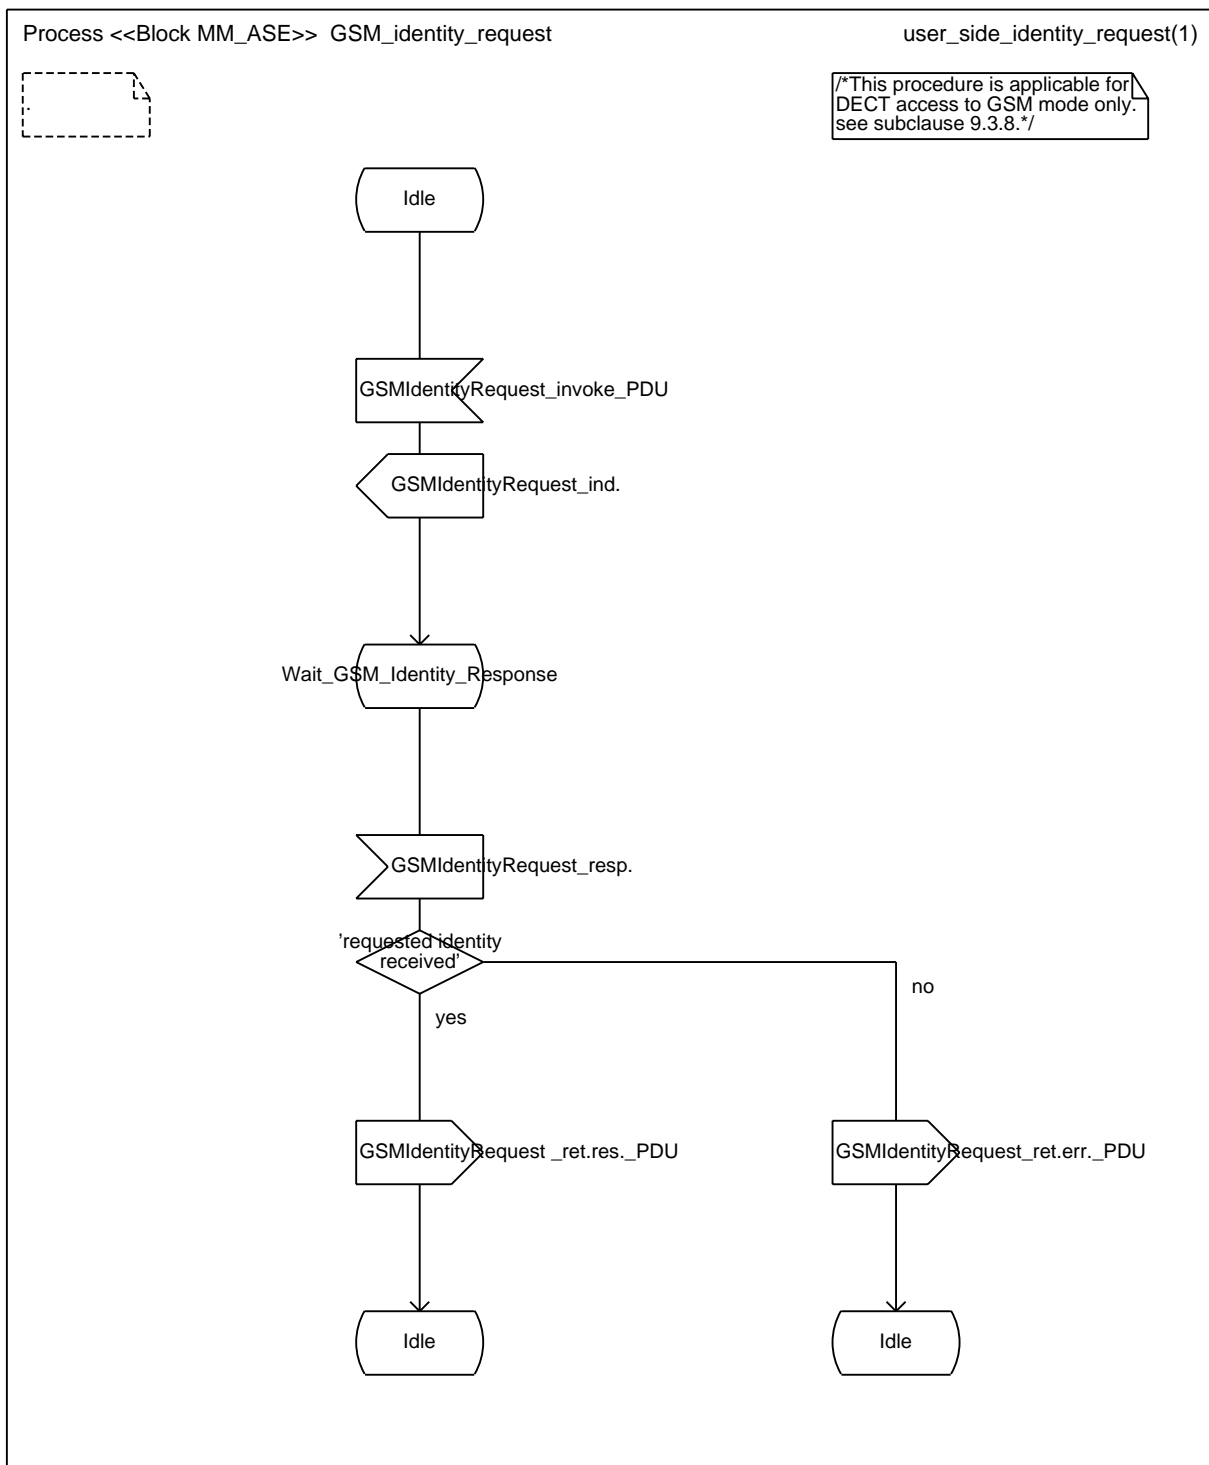 Process <<Block MM_ASE>> GSM_identity_request
user_side_identity_request(1)
.
/*This procedure is applicable for
DECT access to GSM mode only.
see subclause 9.3.8.*/
Idle
GSMIdentityRequest_invoke_PDU
GSMIdentityRequest_ind.
Wait_GSM_Identity_Response
GSMIdentityRequest_resp.
'requested identity
received'
no
yes
GSMIdentityRequest _ret.res._PDU
GSMIdentityRequest_ret.err._PDU
Idle
Idle